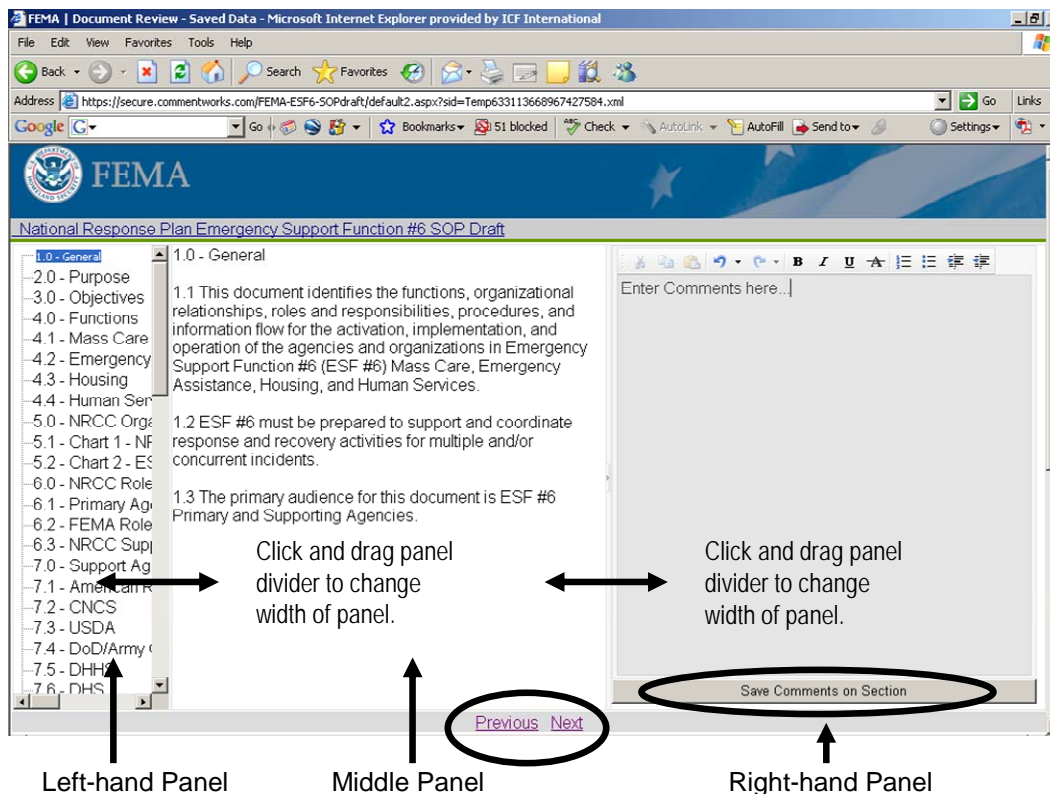 FEMA | Document Review - Saved Data - Microsoft Internet Explorer provided by ICF International
File Edit View Favorites Tools Help
Back Search Favorites
Address https://secure.commentworks.com/FEMA-ESF6-SOPdraft/default2.aspx?sid=Temp633113668967427584.xml Go Links
Google G Go Bookmarks 51 blocked ABC Check AutoLink AutoFill Send to Settings
FEMA
National Response Plan Emergency Support Function #6 SOP Draft
1.0 - General
2.0 - Purpose
3.0 - Objectives
4.0 - Functions
4.1 - Mass Care
4.2 - Emergency
4.3 - Housing
4.4 - Human Ser
5.0 - NRCC Orga
5.1 - Chart 1 - NF
5.2 - Chart 2 - ES
6.0 - NRCC Role
6.1 - Primary Age
6.2 - FEMA Role
6.3 - NRCC Supp
7.0 - Support Ag
7.1 - American R
7.2 - CNCS
7.3 - USDA
7.4 - DoD/Army
7.5 - DHHS
7.6 - DHS
1.0 - General
1.1 This document identifies the functions, organizational
relationships, roles and responsibilities, procedures, and
information flow for the activation, implementation, and
operation of the agencies and organizations in Emergency
Support Function #6 (ESF #6) Mass Care, Emergency
Assistance, Housing, and Human Services.
1.2 ESF #6 must be prepared to support and coordinate
response and recovery activities for multiple and/or
concurrent incidents.
1.3 The primary audience for this document is ESF #6
Primary and Supporting Agencies.
Click and drag panel
divider to change
width of panel.
B I U A
Enter Comments here...
Click and drag panel
divider to change
width of panel.
Save Comments on Section
Previous Next
Left-hand Panel
Middle Panel
Right-hand Panel